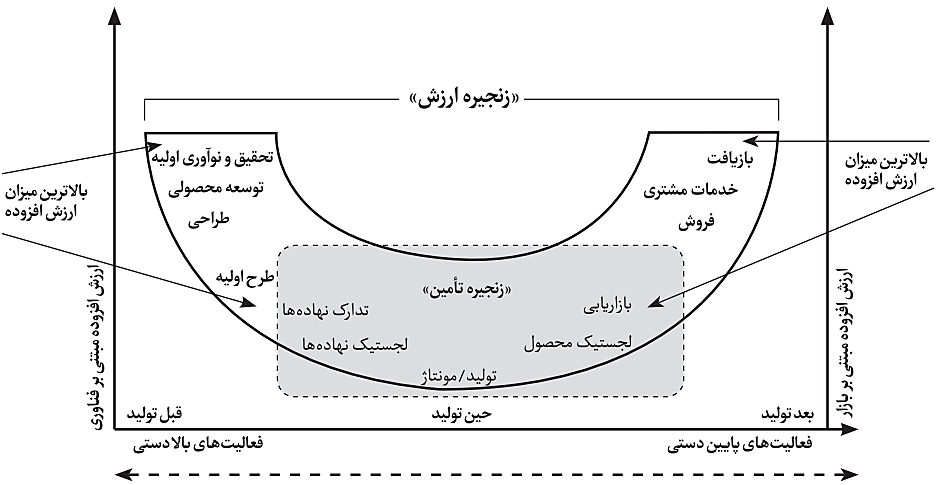 «زنجیره ارزش»
بازیافت
خدمات مشتری
فروش
تحقیق و نوآوری اولیه
توسعه محصولی
طراحی
طرح اولیه
بالاترین میزان
ارزش افزوده
بالاترین میزان
ارزش افزوده
«زنجیره تأمین»
بازاریابی
لجستیک محصول
تدارک نهاده‌ها
لجستیک نهاده‌ها
تولید/مونتاژ
ارزش افزوده مبتنی بر بازار
ارزش افزوده مبتنی بر فناوری
بعد تولید
حین تولید
قبل تولید
فعالیت‌های پایین دستی
فعالیت‌های بالادستی